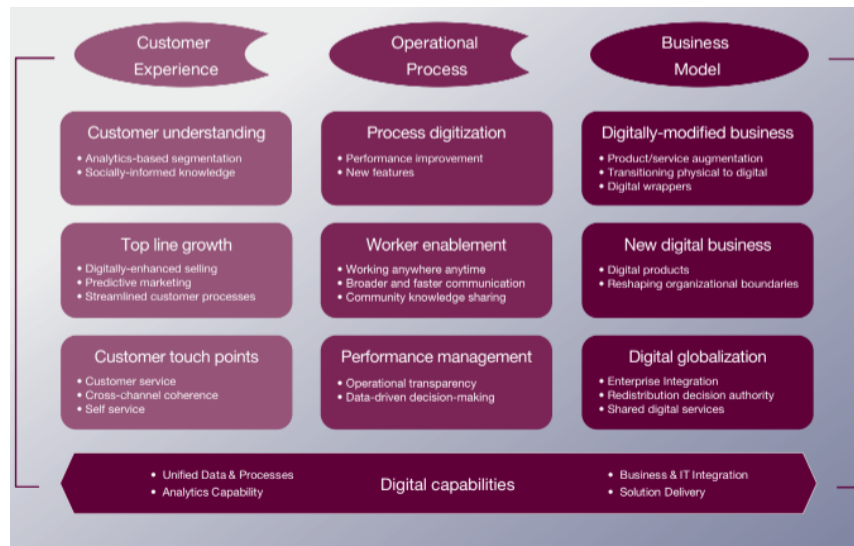 Customer
Experience
Operational
Process
Business
Model
Customer understanding
• Analytics-based segmentation
• Socially-informed knowledge
Process digitization
• Performance improvement
• New features
Digitally-modified business
• Product/service augmentation
• Transitioning physical to digital
• Digital wrappers
Top line growth
• Digitally-enhanced selling
• Predictive marketing
• Streamlined customer processes
Worker enablement
• Working anywhere anytime
• Broader and faster communication
• Community knowledge sharing
New digital business
• Digital products
• Reshaping organizational boundaries
Customer touch points
• Customer service
• Cross-channel coherence
• Self service
Performance management
• Operational transparency
• Data-driven decision-making
Digital globalization
• Enterprise Integration
• Redistribution decision authority
• Shared digital services
• Unified Data & Processes
• Analytics Capability
Digital capabilities
• Business & IT Integration
• Solution Delivery